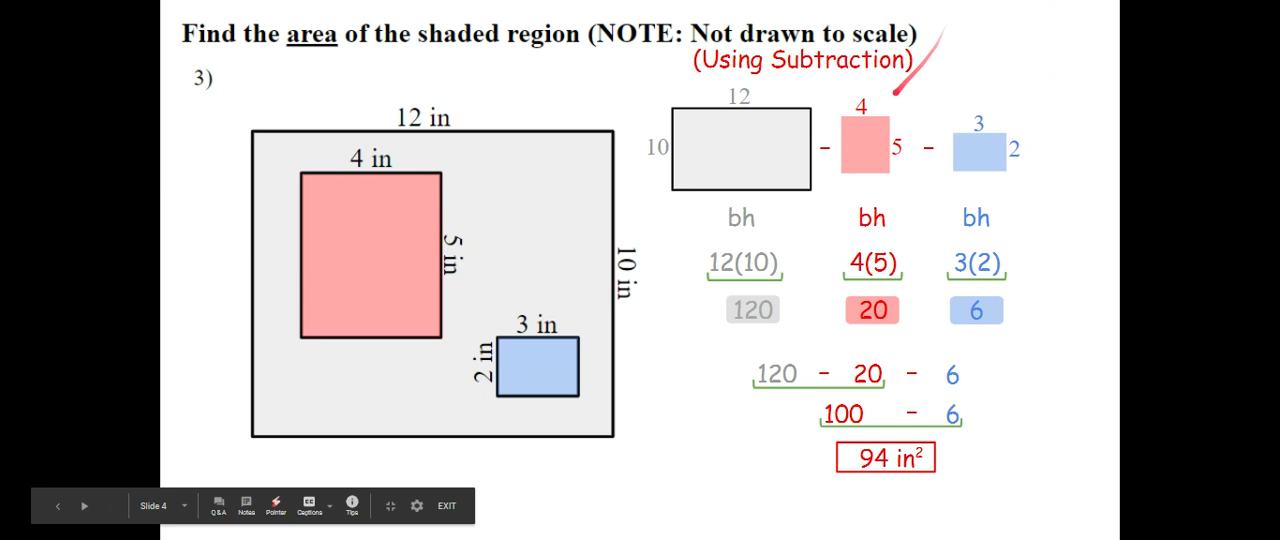 Find the area of the shaded region (NOTE: Not drawn to scale)
(Using Subtraction)
3)
12 in
4 in
5 in
10 in
3 in
2 in
12
10
-
4
5
-
3
2
bh bh bh
12(10) 4(5) 3(2)
120 20 6
120 - 20 - 6
100 - 6
94 in²
Slide 4
Q&A Notes Pointer Captions Tips EXIT